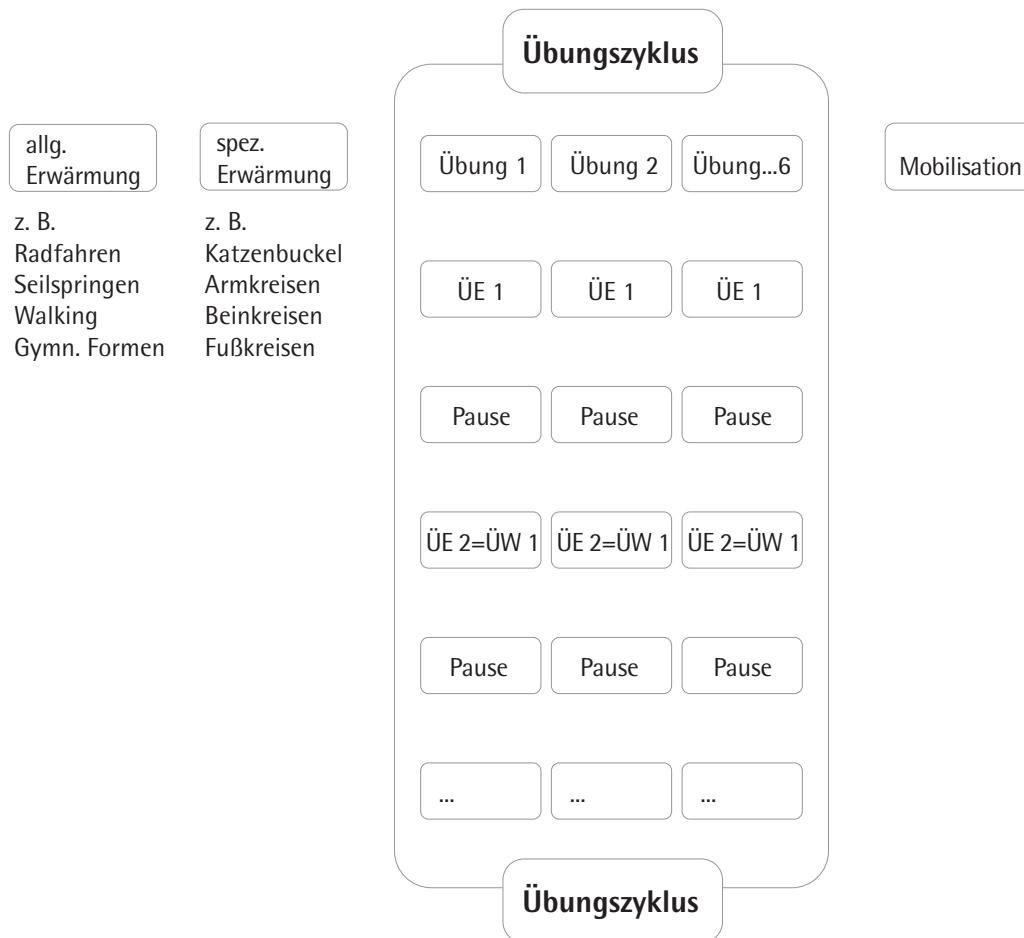 Übungszyklus
allg.
Erwärmung
z. B.
Radfahren
Seilspringen
Walking
Gymn. Formen
spez.
Erwärmung
z. B.
Katzenbuckel
Armkreisen
Beinkreisen
Fußkreisen
Übung 1 Übung 2 Übung...6
ÜE 1 ÜE 1 ÜE 1
Pause Pause Pause
ÜE 2=ÜW 1 ÜE 2=ÜW 1 ÜE 2=ÜW 1
Pause Pause Pause
... ... ...
Übungszyklus
Mobilisation